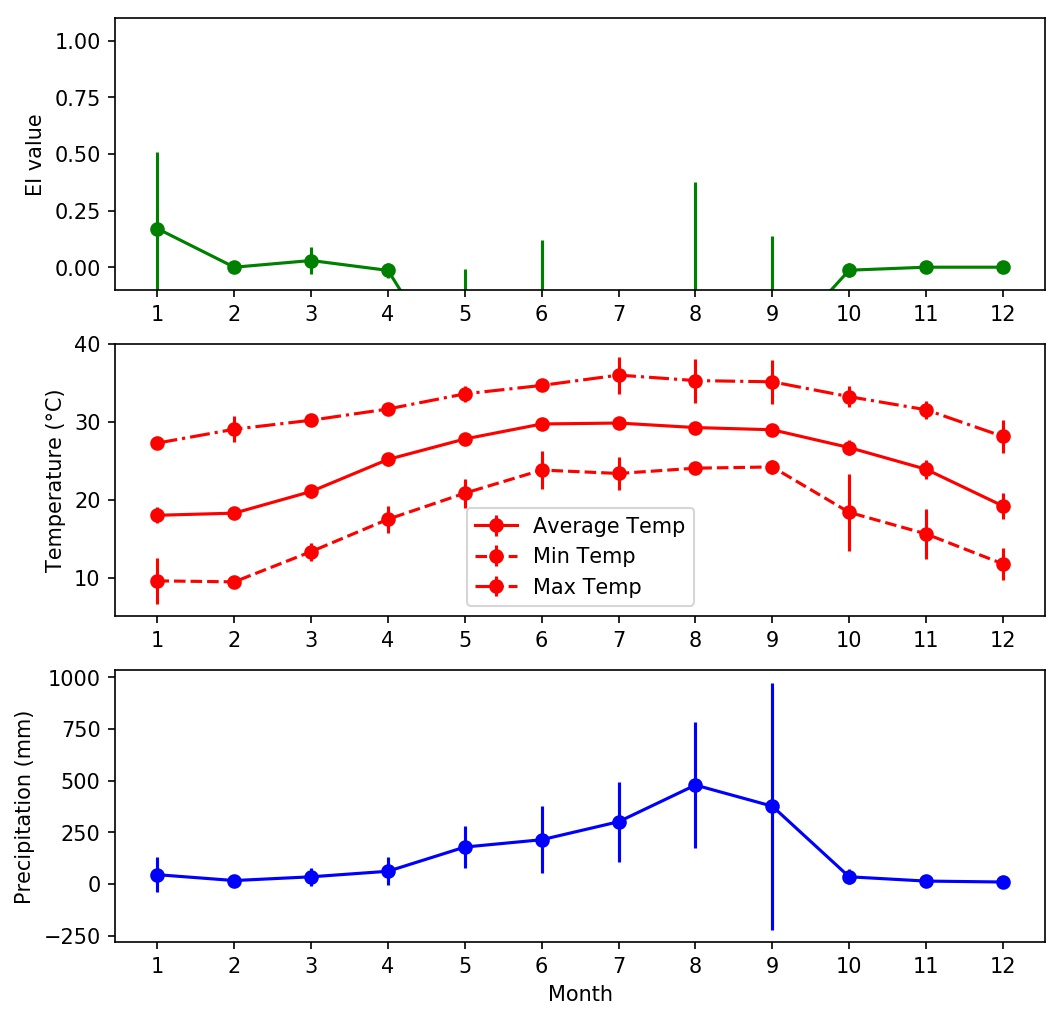 EI value
1.00
0.75
0.50
0.25
0.00
1 2 3 4 5 6 7 8 9 10 11 12
Temperature (°C)
40
30
20
10
Average Temp
Min Temp
Max Temp
1 2 3 4 5 6 7 8 9 10 11 12
Precipitation (mm)
1000
750
500
250
0
−250
1 2 3 4 5 6 7 8 9 10 11 12
Month